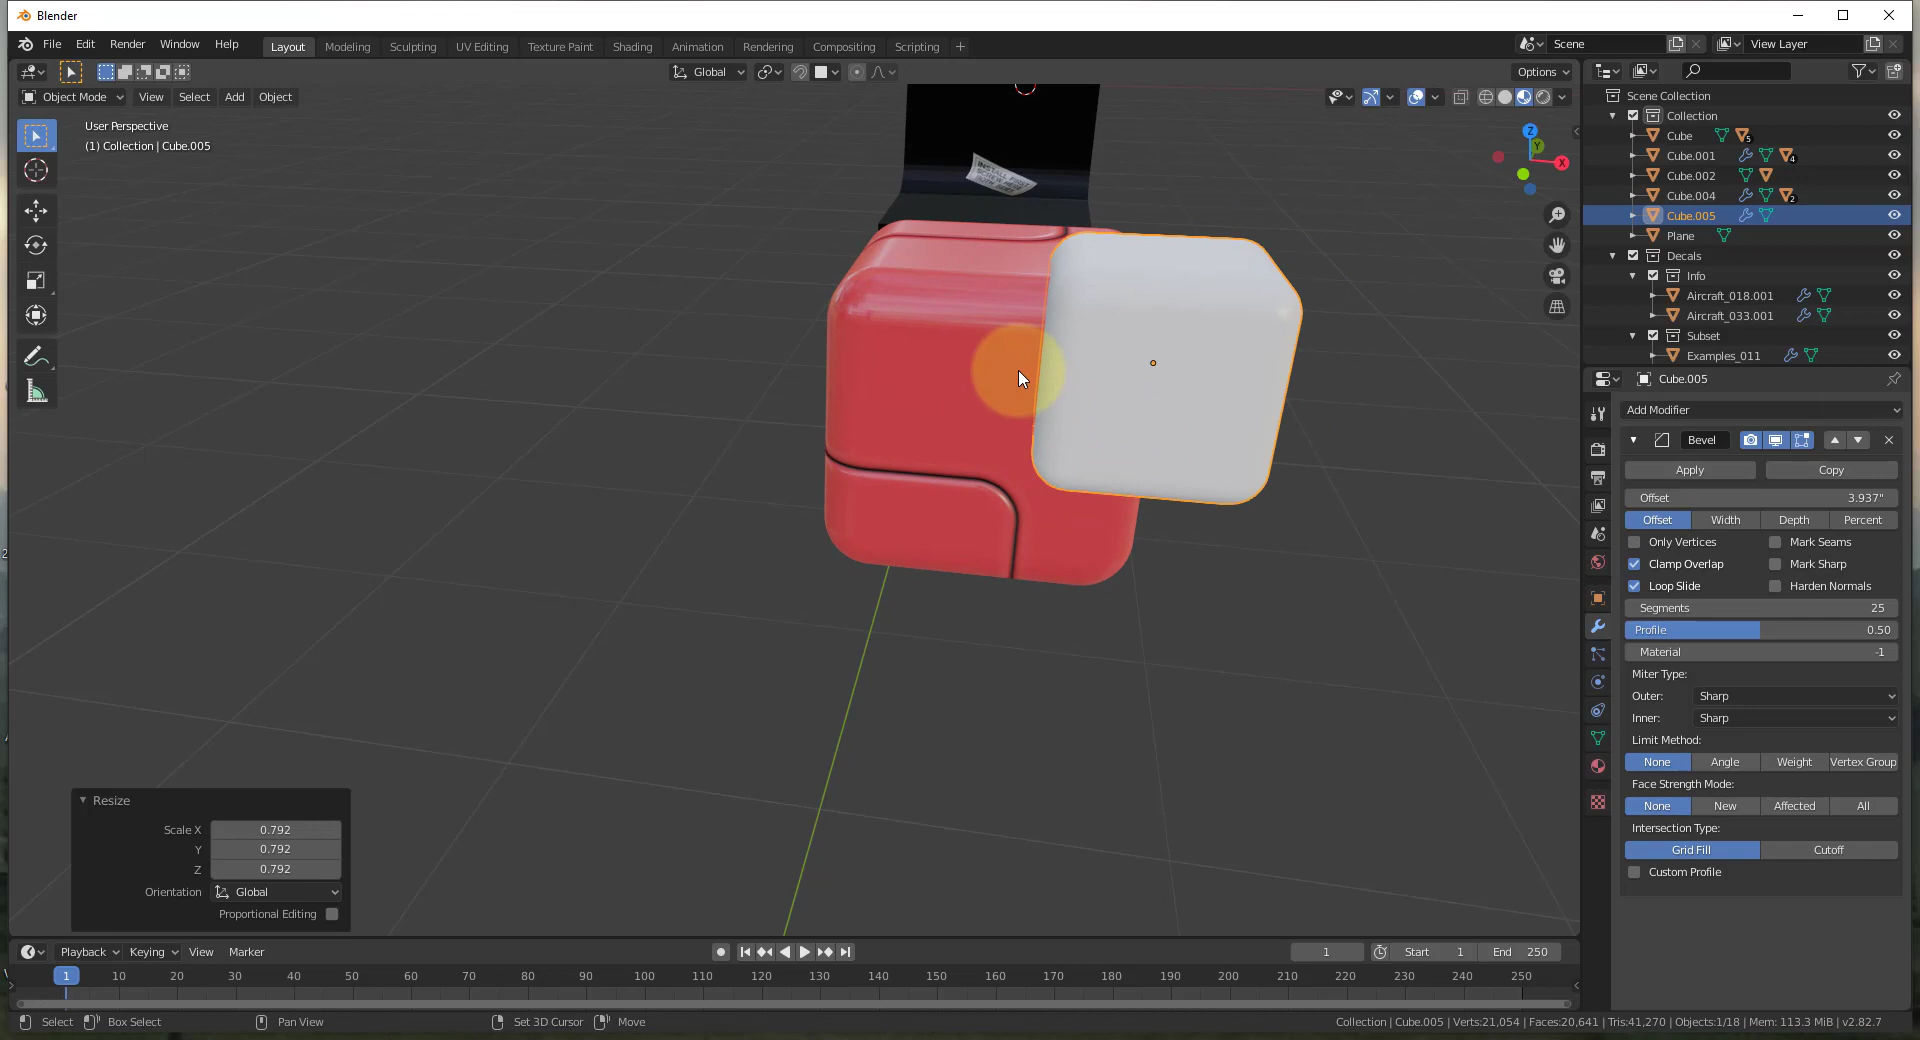 Blender
File Edit Render Window Help Layout Modeling Sculpting UV Editing Texture Paint Shading Animation Rendering Compositing Scripting Scene View Layer
Global Options
Object Mode View Select Add Object
User Perspective
(1) Collection | Cube.005
Z
Y
X
Scene Collection
Collection
Cube 5
Cube.001 4
Cube.002
Cube.004 2
Cube.005
Plane
Decals
Info
Aircraft_018.001
Aircraft_033.001
Subset
Examples_011
Cube.005
Add Modifier
Bevel
Apply Copy
Offset 3.937"
Offset Width Depth Percent
Only Vertices Mark Seams
Clamp Overlap Mark Sharp
Loop Slide Harden Normals
Segments 25
Profile 0.50
Material -1
Miter Type:
Outer: Sharp
Inner: Sharp
Limit Method:
None Angle Weight Vertex Group
Face Strength Mode:
None New Affected All
Intersection Type:
Grid Fill Cutoff
Custom Profile
Resize
Scale X 0.792
Y 0.792
Z 0.792
Orientation Global
Proportional Editing
Playback Keying View Marker 1 Start 1 End 250
1 10 20 30 40 50 60 70 80 90 100 110 120 130 140 150 160 170 180 190 200 210 220 230 240 250
Select Box Select Pan View Set 3D Cursor Move Collection | Cube.005 | Verts:21,054 | Faces:20,641 | Tris:41,270 | Objects:1/18 | Mem: 113.3 MiB | v2.82.7